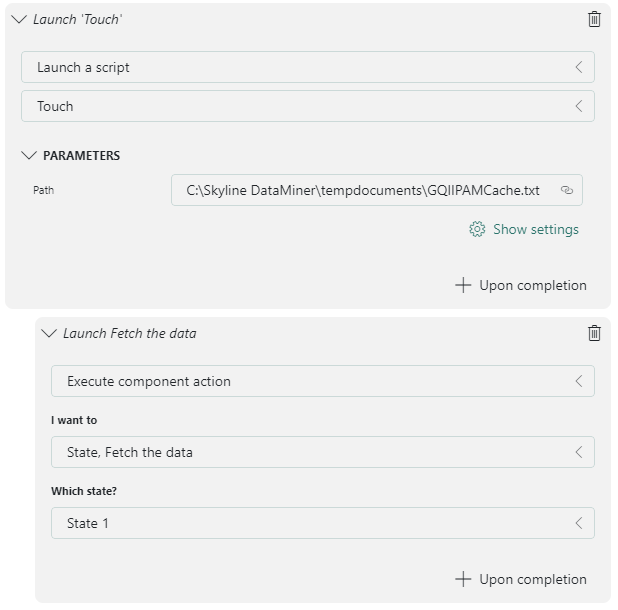 Launch 'Touch'
Launch a script
Touch
PARAMETERS
Path
C:\Skyline DataMiner\tempdocuments\GQIIPAMCache.txt
Show settings
Upon completion
Launch Fetch the data
Execute component action
I want to
State, Fetch the data
Which state?
State 1
Upon completion